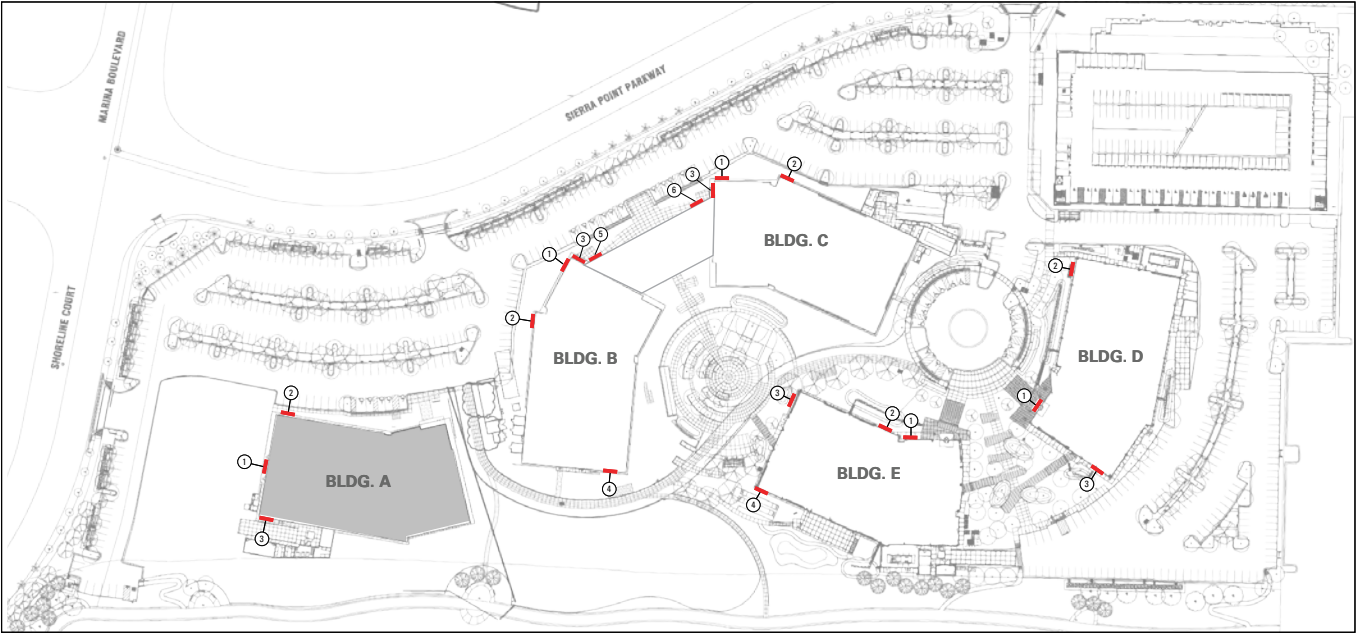 MARINA BOULEVARD
SIERRA POINT PARKWAY
SHORELINE COURT
1
2
3
6
BLDG. C
1
3
5
2
BLDG. B
4
2
BLDG. D
1
3
3
2
1
BLDG. E
4
2
1
BLDG. A
3